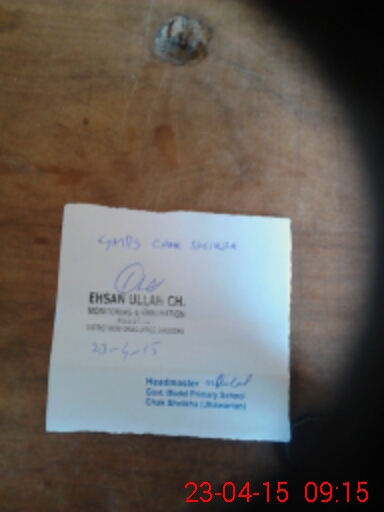 GMPS CHAK
EHSAN ULLAH CH.
MONITORING & EVALUATION
23-4-15
Headmaster
Govt. Model Primary School
Chak Sheikha (Jhawarian)
23-04-15 09:15